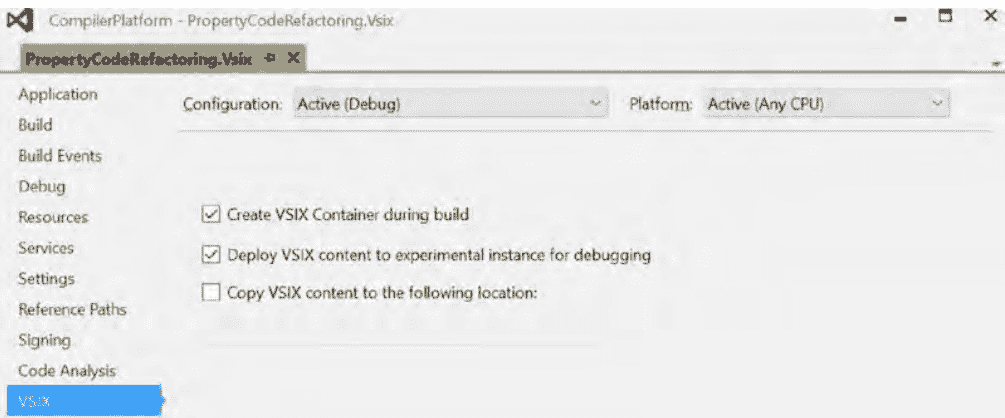 CompilerPlatform - PropertyCodeRefactoring.Vsix
PropertyCodeRefactoring.Vsix
Application
Configuration: Active (Debug) Platform: Active (Any CPU)
Build
Build Events
Debug
Resources
Create VSIX Container during build
Services
Deploy VSIX content to experimental instance for debugging
Settings
Copy VSIX content to the following location:
Reference Paths
Signing
Code Analysis
VSIX